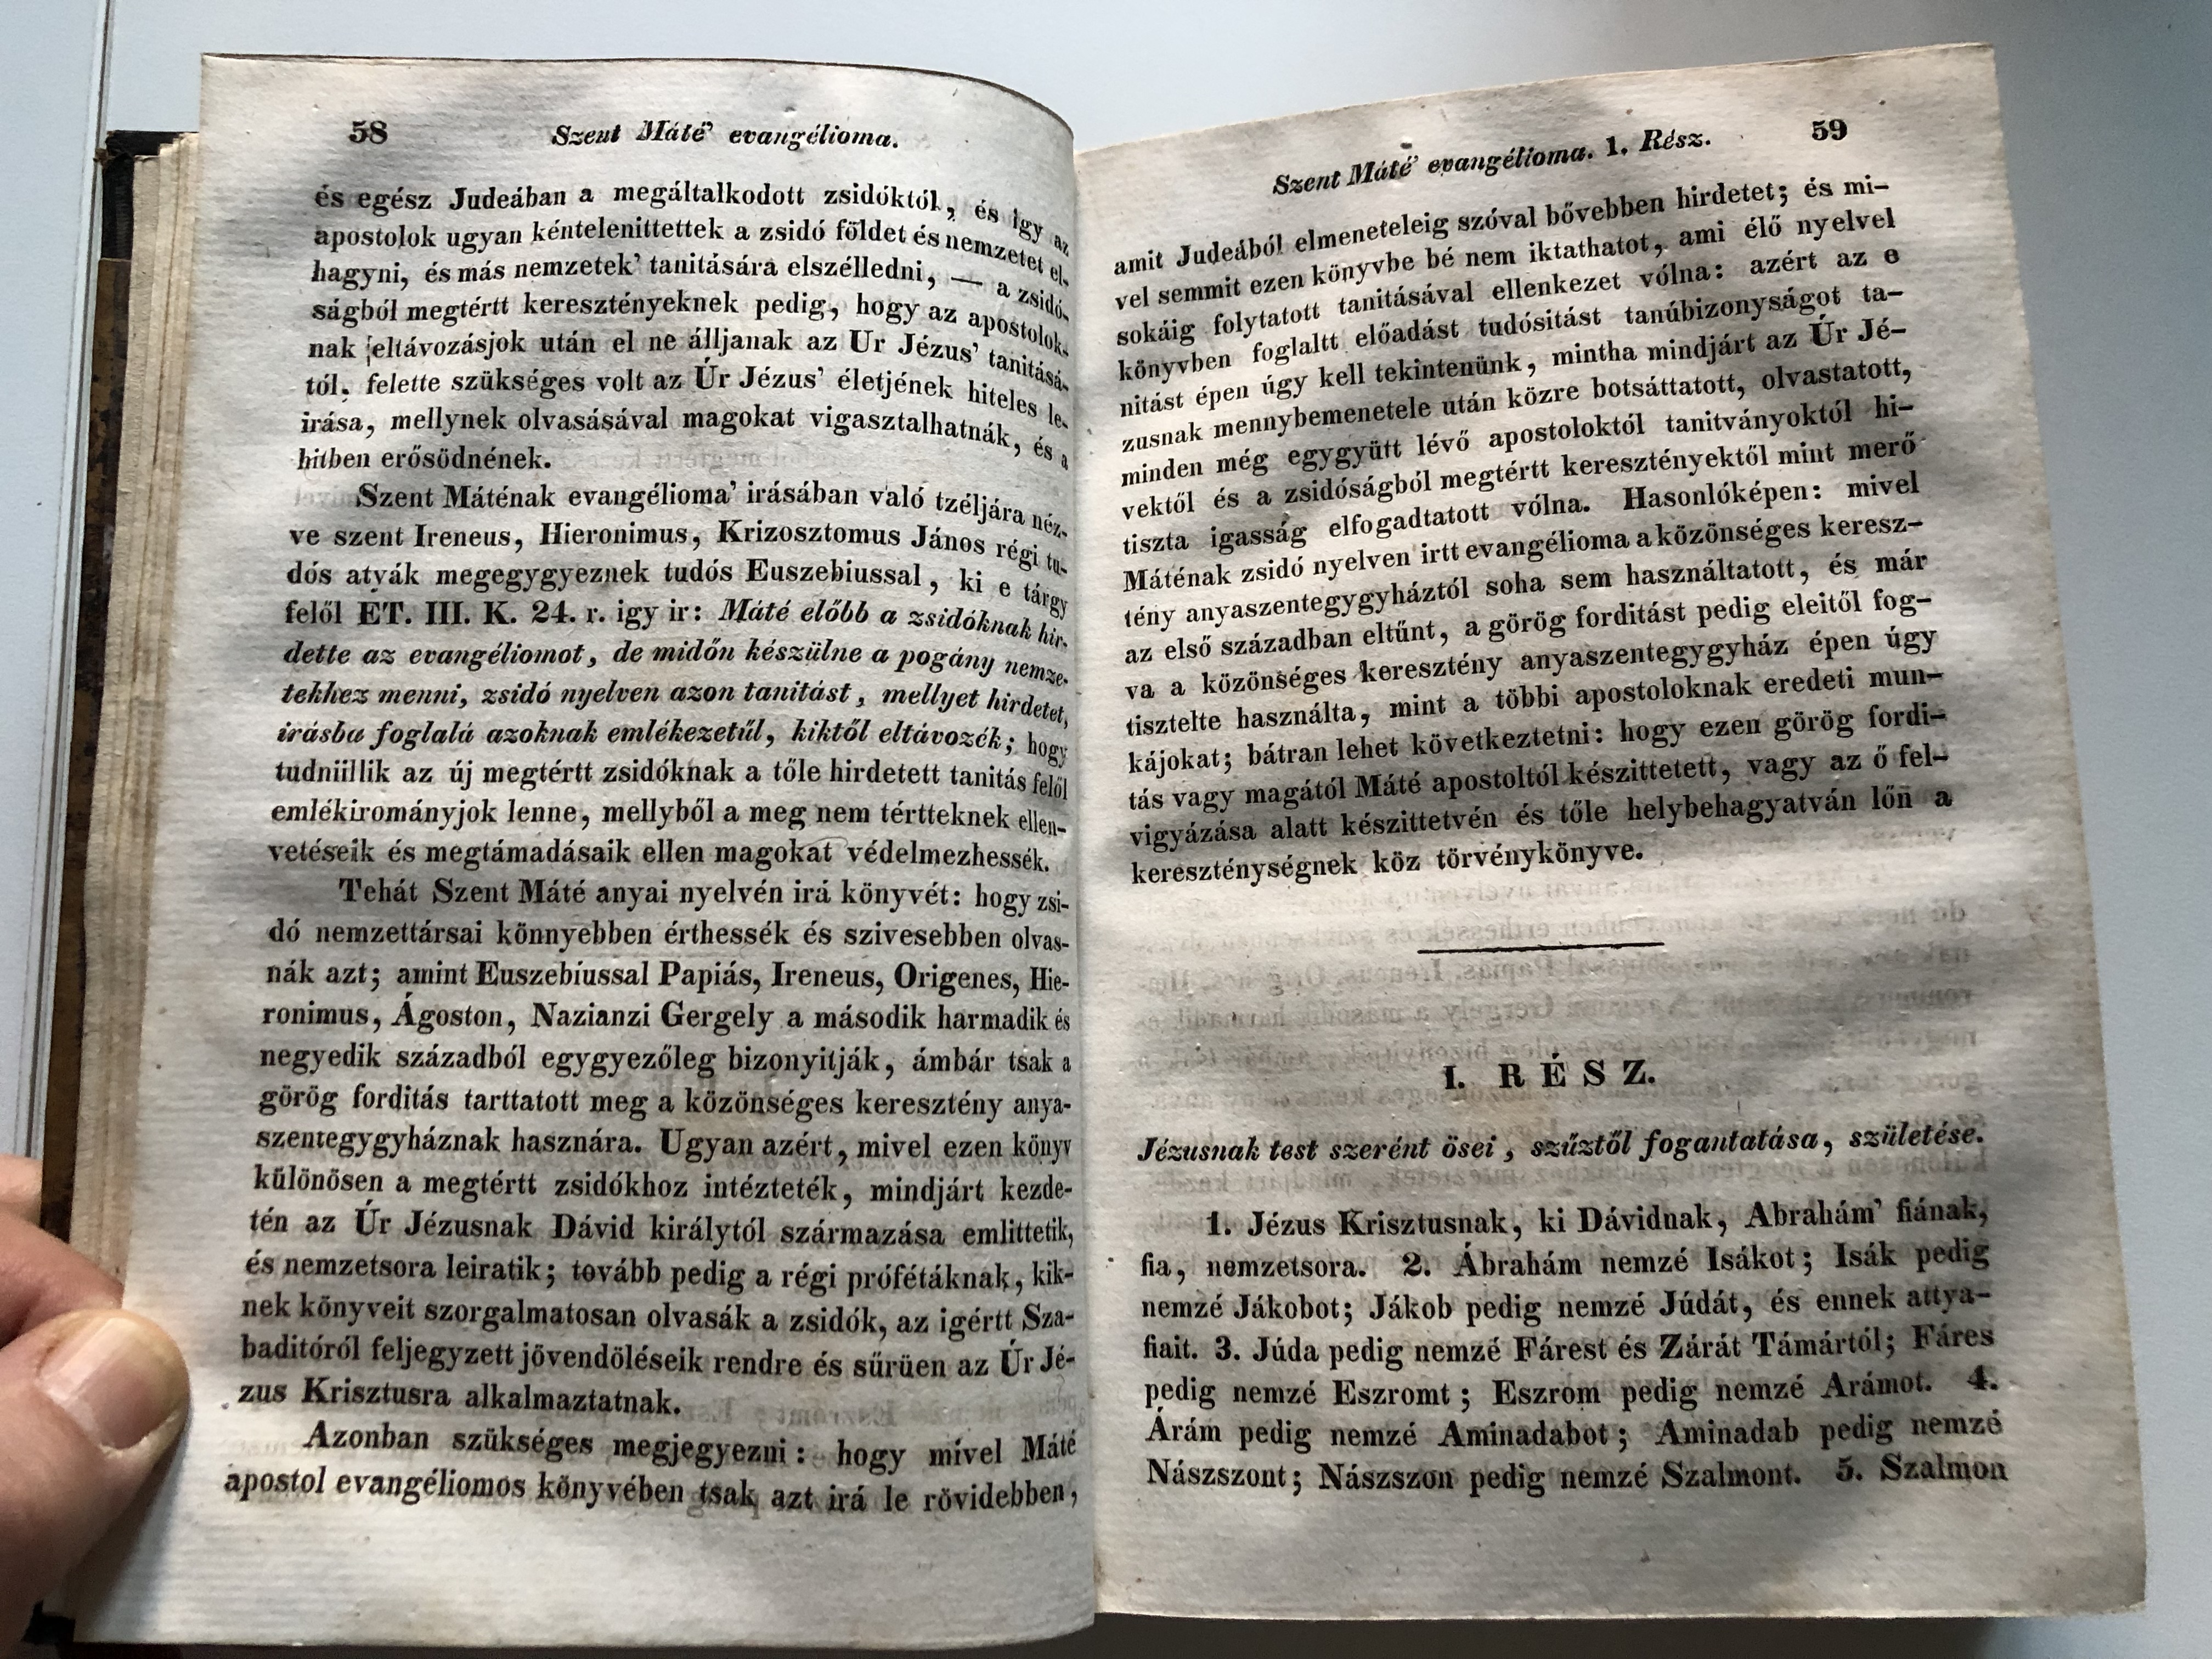 58
Szent Máté' evangélioma.
és egész Judeában a megáltalkodott zsidóktól, és igy az
apostolok ugyan kéntelenittettek a zsidó földet és nemzetet el-
hagyni, és más nemzetek' tanitására elszélledni, — a zsidó-
ságból megtértt keresztényeknek pedig, hogy az apostolok-
nak eltávozásjok után el ne álljanak az Ur Jézus' tanitásá-
tól, felette szükséges volt az Úr Jézus' életjének hiteles le-
irása, mellynek olvasásával magokat vigasztalhatnák, és a
hitben erősödnének.
Szent Máténak evangélioma' irásában való tzéljára néz-
ve szent Ireneus, Hieronimus, Krizosztomus János régi tu-
dós atyák megegygyeznek tudós Euszebiussal, ki e tárgy
felől ET. III. K. 24. r. igy ir: Máté előbb a zsidóknak hir-
dette az evangéliomot, de midőn készülne a pogány nemze-
tekhez menni, zsidó nyelven azon tanitást, mellyet hirdetet,
irásba foglalá azoknak emlékezetűl, kiktől eltávozék; hogy
tudniillik az új megtértt zsidóknak a tőle hirdetett tanitás felől
emlékirományjok lenne, mellyből a meg nem tértteknek ellen-
vetéseik és megtámadásaik ellen magokat védelmezhessék.
Tehát Szent Máté anyai nyelvén irá könyvét: hogy zsi-
dó nemzettársai könnyebben érthessék és szivesebben olvas-
nák azt; amint Euszebíussal Papiás, Ireneus, Origenes, Hie-
ronimus, Ágoston, Nazianzi Gergely a második harmadik és
negyedik századból egygyezőleg bizonyitják, ámbár tsak a
görög forditás tarttatott meg a közönséges keresztény anya-
szentegygyháznak hasznára. Ugyan azért, mivel ezen könyv
különösen a megtértt zsidókhoz intézteték, mindjárt kezde-
tén az Úr Jézusnak Dávid királytól származása emlittetik,
és nemzetsora leiratik; tovább pedig a régi prófétáknak, kik-
nek könyveit szorgalmatosan olvasák a zsidók, az igértt Sza-
baditóról feljegyzett jövendöléseik rendre és sűrüen az Úr Jé-
zus Krisztusra alkalmaztatnak.
Azonban szükséges megjegyezni: hogy mível Máté
apostol evangéliomos könyvében tsak azt irá le rövidebben,
Szent Máté' evangélioma. 1. Rész.
59
amit Judeából elmeneteleig szóval bővebben hirdetet; és mi-
vel semmit ezen könyvbe bé nem iktathatot, ami élő nyelvel
sokáig folytatott tanitásával ellenkezet vólna: azért az e
könyvben foglaltt előadást tudósitást tanúbizonyságot ta-
nitást épen úgy kell tekintenünk, mintha mindjárt az Úr Jé-
zusnak mennybemenetele után közre botsáttatott, olvastatott,
minden még egygyütt lévő apostoloktól tanitványoktól hi-
vektől és a zsidóságból megtértt keresztényektől mint merő
tiszta igasság elfogadtatott vólna. Hasonlóképen: mivel
Máténak zsidó nyelven irtt evangélioma a közönséges keresz-
tény anyaszentegygyháztól soha sem használtatott, és már
az első században eltűnt, a görög forditást pedig eleitől fog-
va a közönséges keresztény anyaszentegygyház épen úgy
tisztelte használta, mint a többi apostoloknak eredeti mun-
kájokat; bátran lehet következtetni: hogy ezen görög fordi-
tás vagy magától Máté apostoltól készittetett, vagy az ő fel-
vigyázása alatt készittetvén és tőle helybehagyatván lőn a
kereszténységnek köz törvénykönyve.
I. RÉSZ.
Jézusnak test szerént ősei, szűztől fogantatása, születése.
1. Jézus Krisztusnak, ki Dávidnak, Abrahám' fiának,
fia, nemzetsora. 2. Ábrahám nemzé Isákot; Isák pedig
nemzé Jákobot; Jákob pedig nemzé Júdát, és ennek attya-
fiait. 3. Júda pedig nemzé Fárest és Zárát Támártól; Fáres
pedig nemzé Eszromt; Eszrom pedig nemzé Arámot. 4.
Árám pedig nemzé Aminadabot; Aminadab pedig nemzé
Nászszont; Nászszon pedig nemzé Szalmont. 5. Szalmon